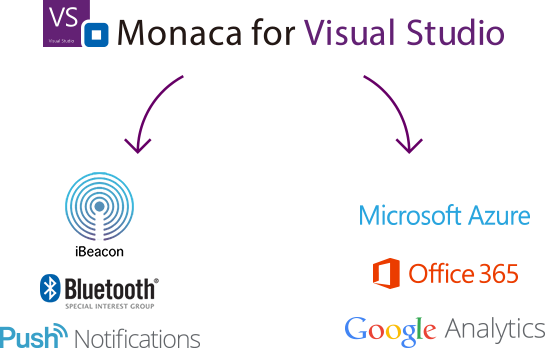 VS
Visual Studio
Monaca for Visual Studio
iBeacon
Bluetooth®
SPECIAL INTEREST GROUP
Push Notifications
Microsoft Azure
Office 365
Google Analytics